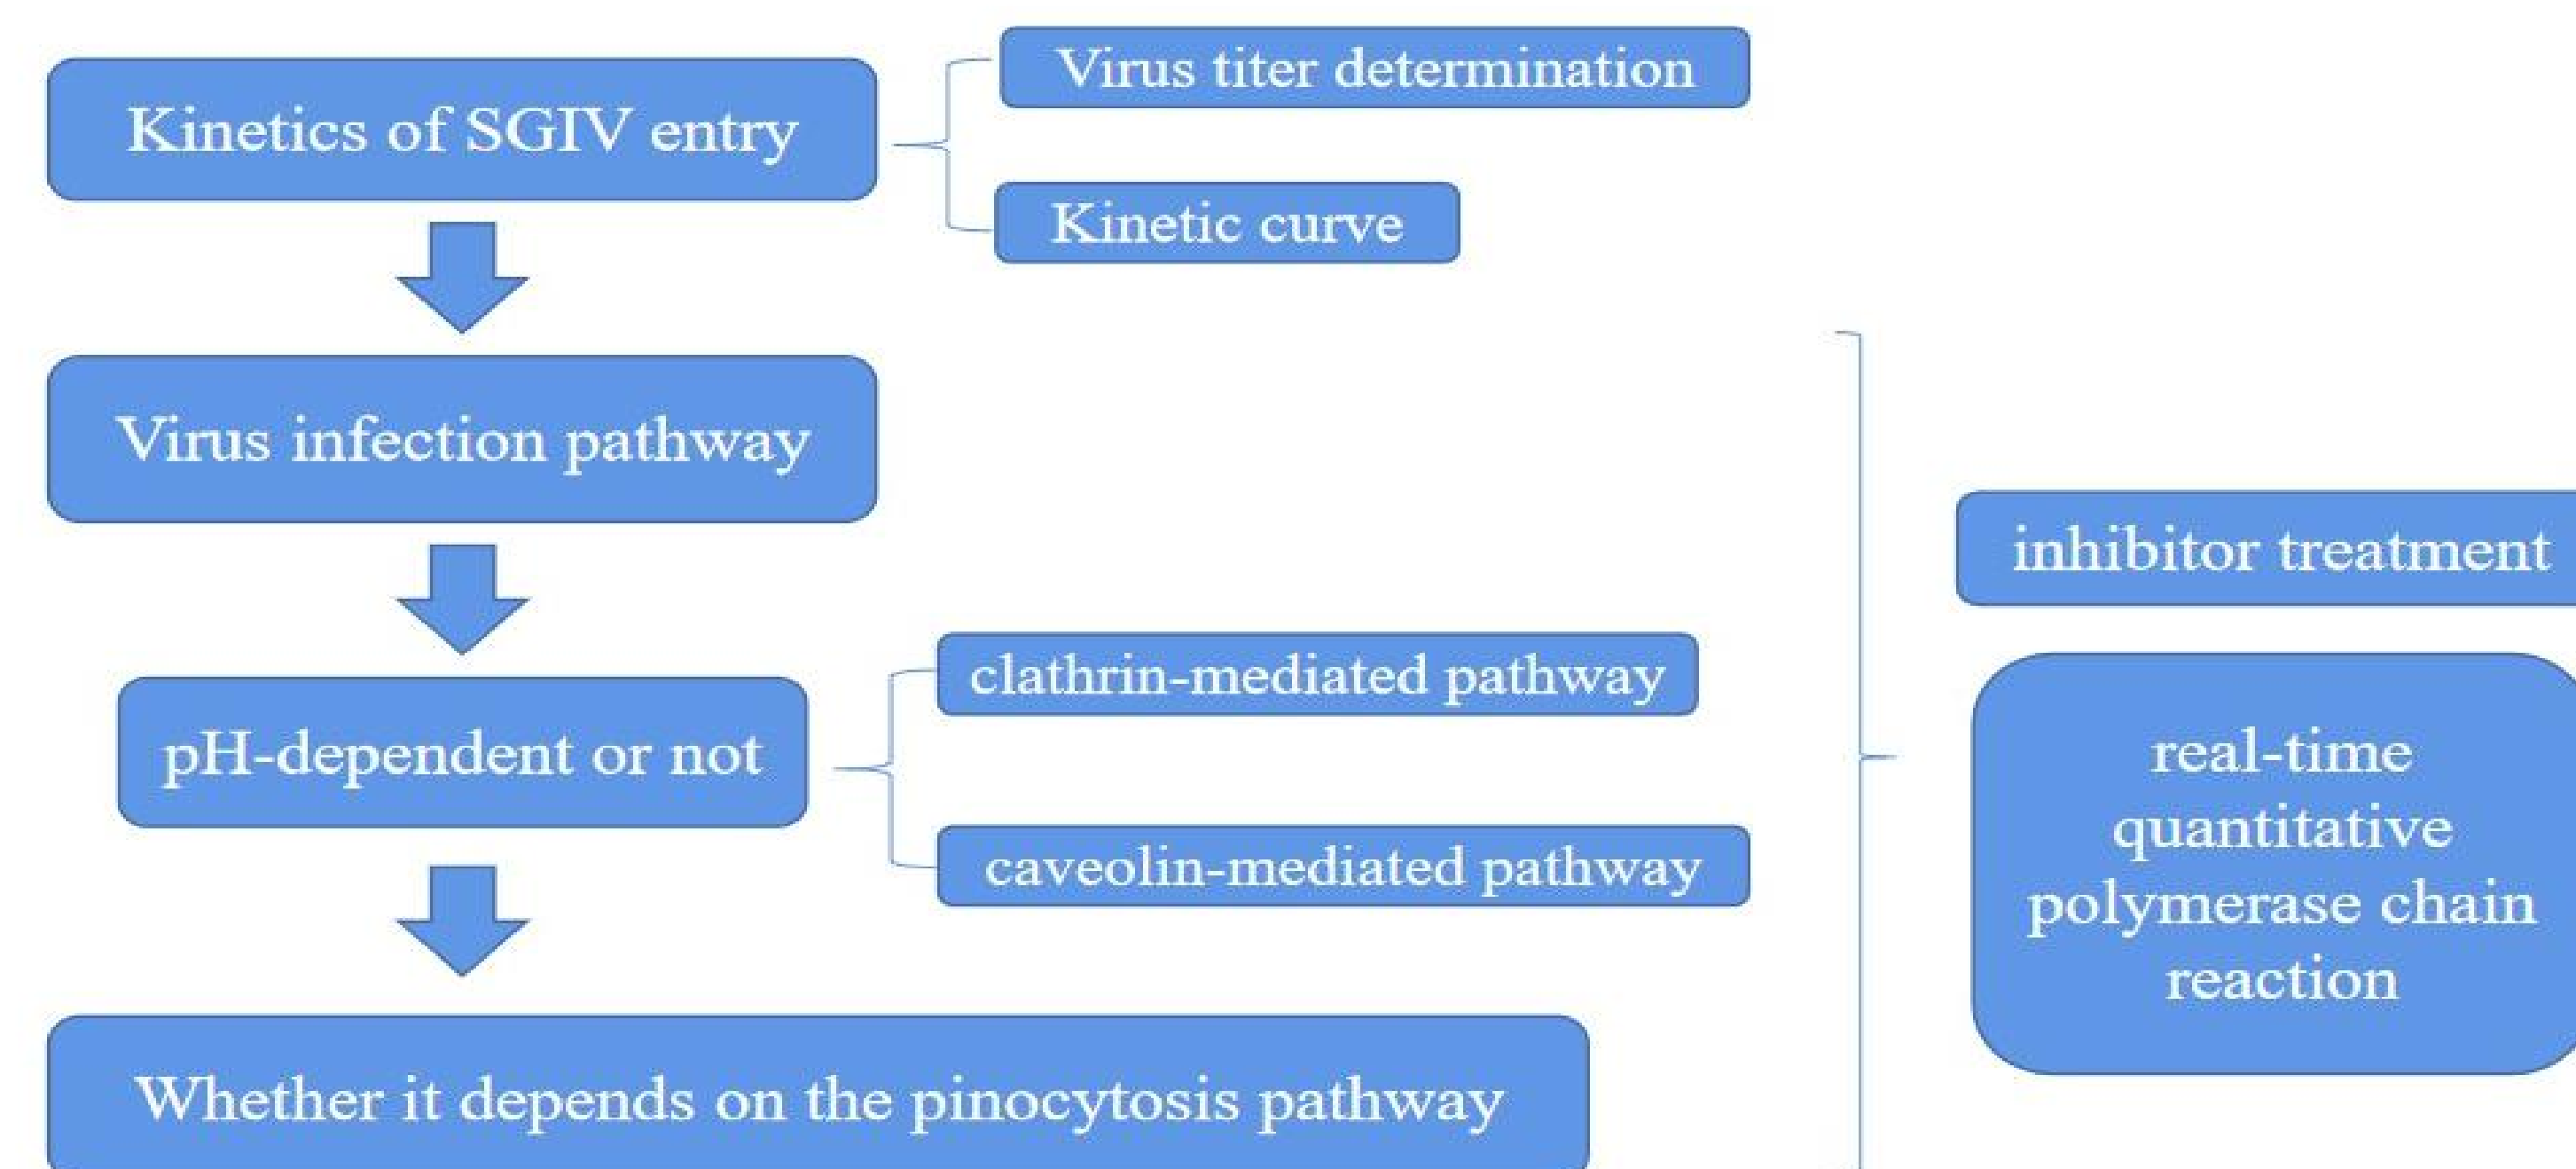 Kinetics of SGIV entry
Virus titer determination
Kinetic curve
Virus infection pathway
pH-dependent or not
clathrin-mediated pathway
caveolin-mediated pathway
Whether it depends on the pinocytosis pathway
inhibitor treatment
real-time
quantitative
polymerase chain
reaction